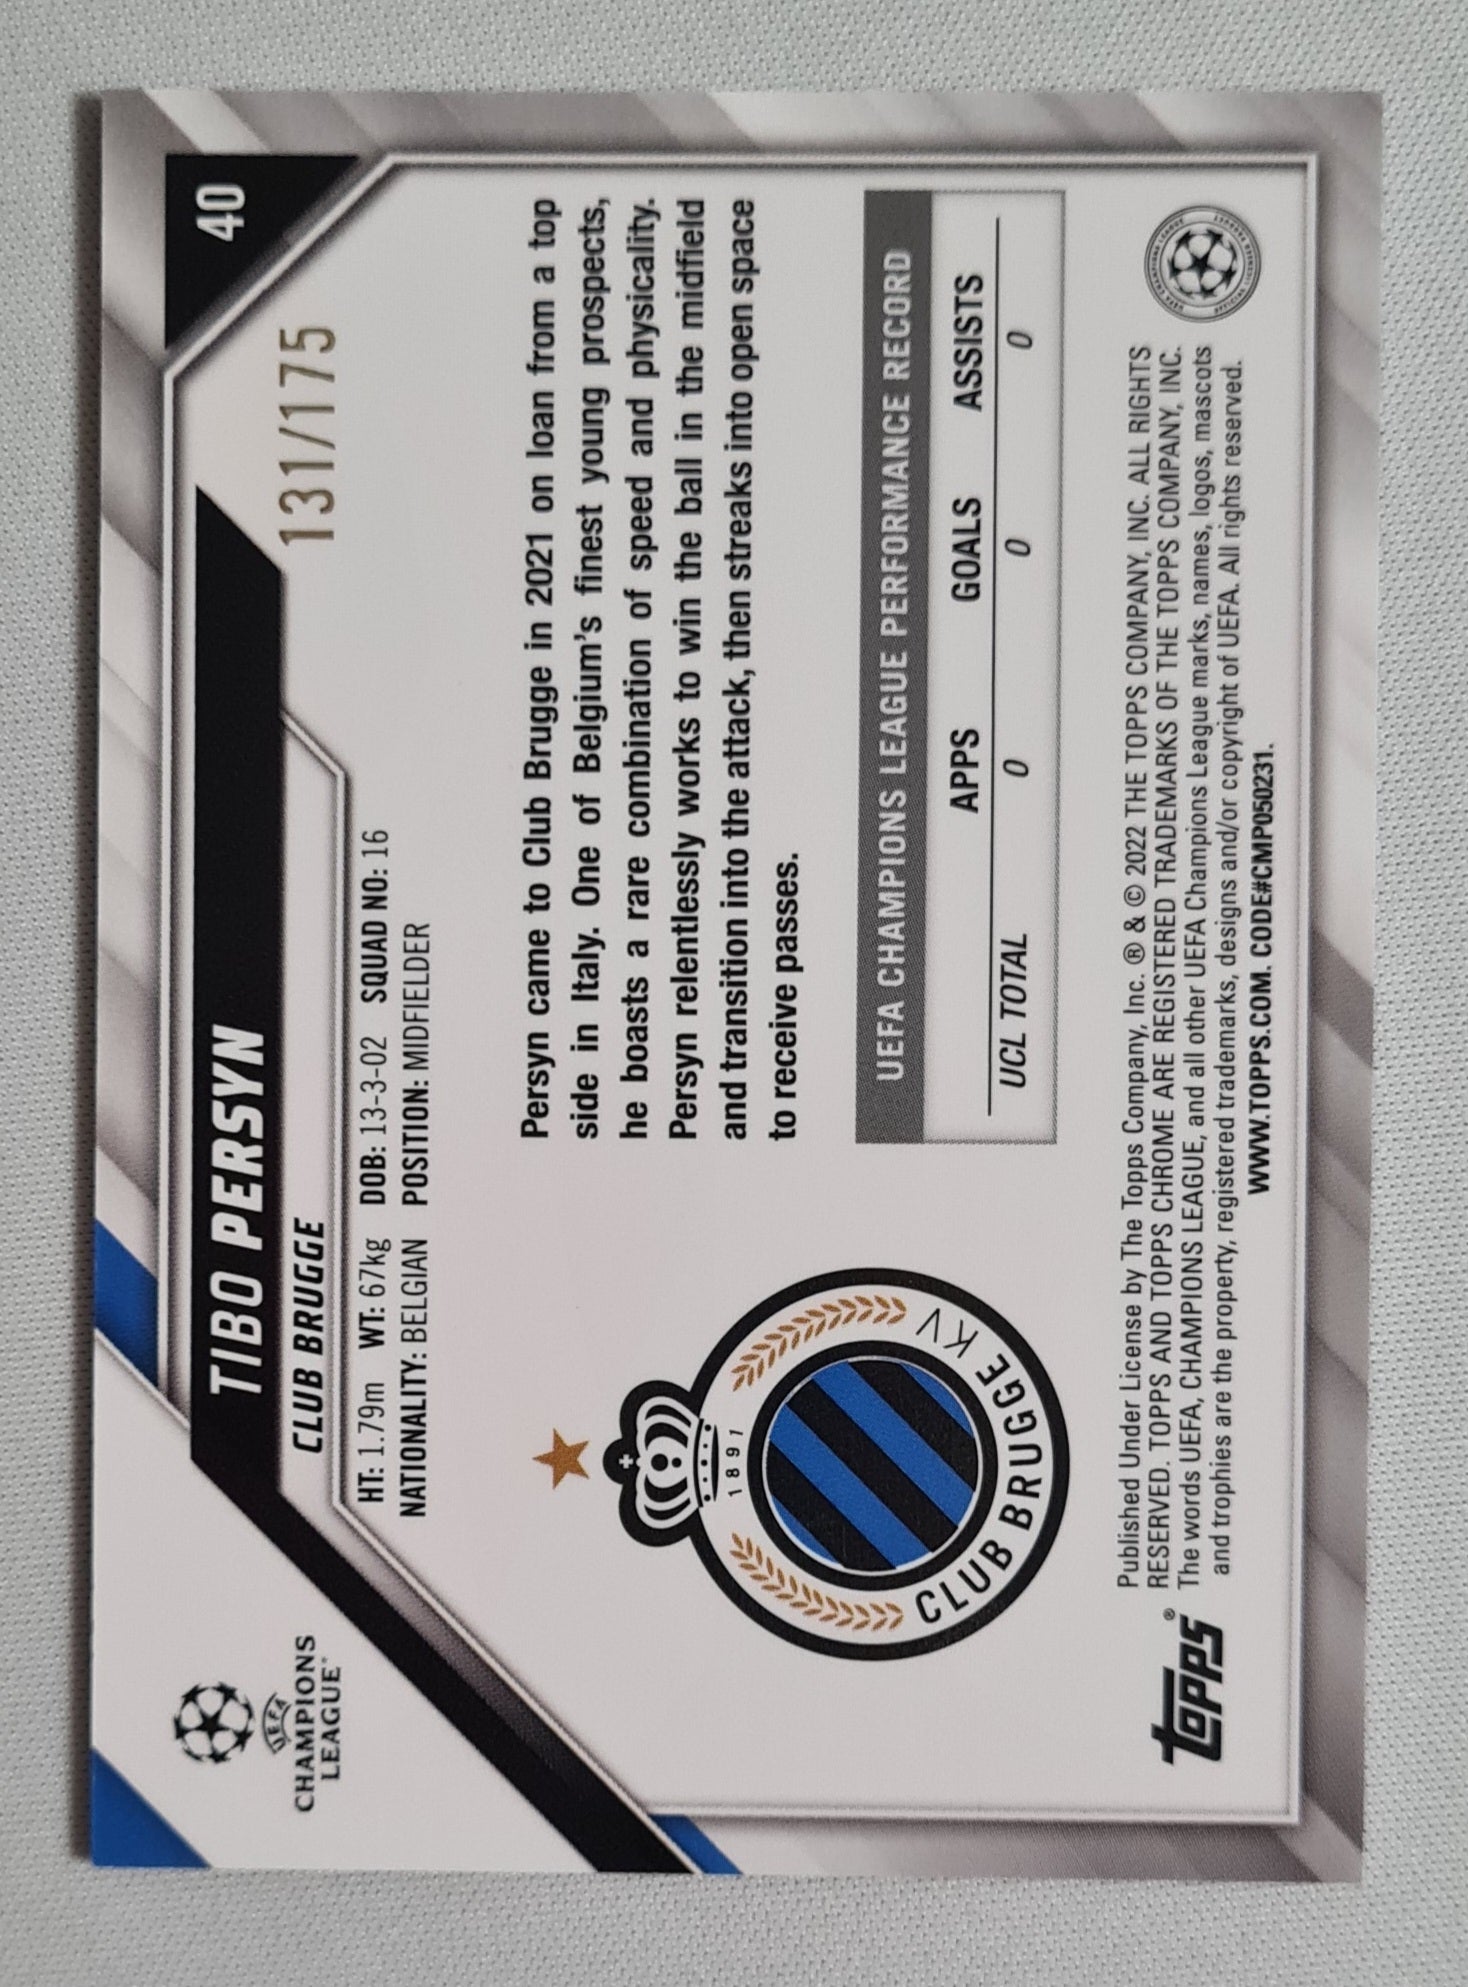 40
131/175
TIBO PERSYN
CLUB BRUGGE
HT: 1.79m WT: 67kg DOB: 13-3-02 SQUAD NO: 16
NATIONALITY: BELGIAN POSITION: MIDFIELDER
UEFA
CHAMPIONS
LEAGUE
Persyn came to Club Brugge in 2021 on loan from a top
side in Italy. One of Belgium's finest young prospects,
he boasts a rare combination of speed and physicality.
Persyn relentlessly works to win the ball in the midfield
and transition into the attack, then streaks into open space
to receive passes.
1891
CLUB BRUGGE KV
UEFA CHAMPIONS LEAGUE PERFORMANCE RECORD
APPS GOALS ASSISTS
UCL TOTAL 0 0 0
topps®
Published Under License by The Topps Company, Inc. ® & © 2022 THE TOPPS COMPANY, INC. ALL RIGHTS
RESERVED. TOPPS AND TOPPS CHROME ARE REGISTERED TRADEMARKS OF THE TOPPS COMPANY, INC.
The words UEFA, CHAMPIONS LEAGUE, and all other UEFA Champions League marks, names, logos, mascots
and trophies are the property, registered trademarks, designs and/or copyright of UEFA. All rights reserved.
WWW.TOPPS.COM. CODE#CMP050231.